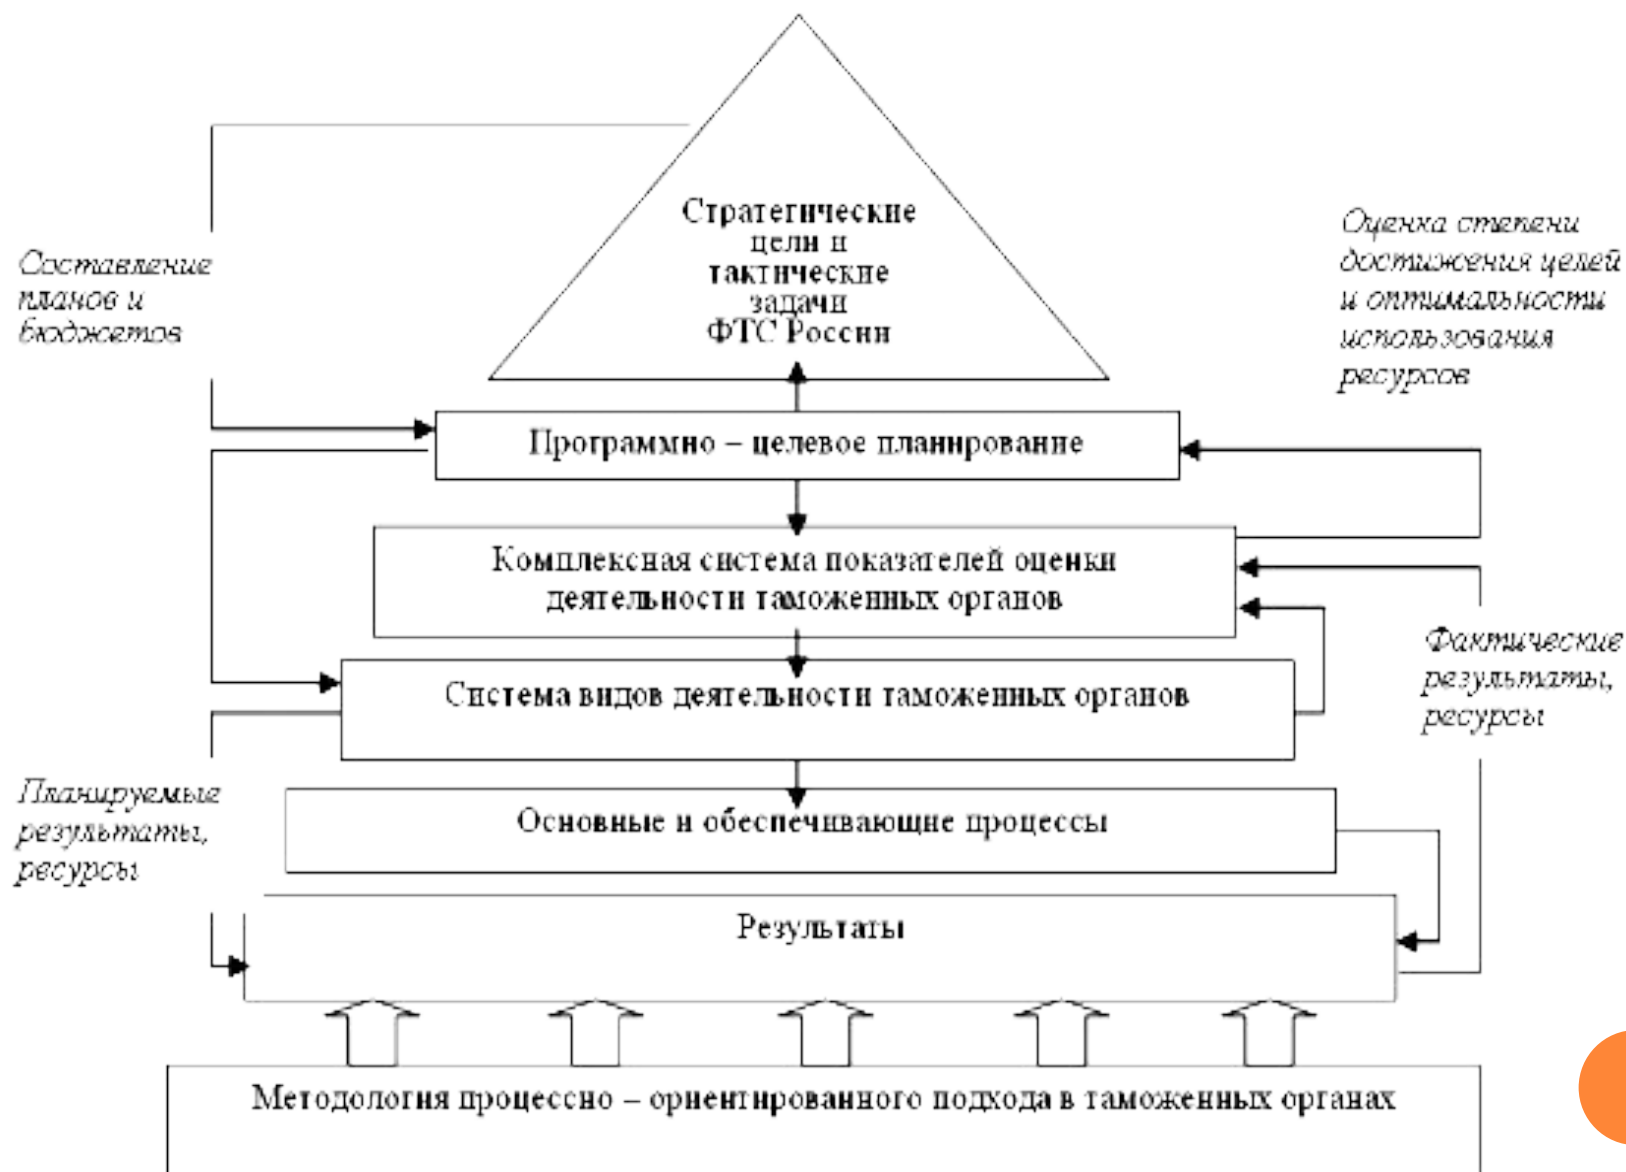 Стратегические
цели и
тактические
задачи
ФТС России
Составление
планов и
бюджетов
Оценка степени
достижения целей
и оптимальности
использования
ресурсов
Программно – целевое планирование
Комплексная система показателей оценки
деятельности таможенных органов
Фактические
результаты,
ресурсы
Система видов деятельности таможенных органов
Планируемые
результаты,
ресурсы
Основные и обеспечивающие процессы
Результаты
Методология процессно – ориентированного подхода в таможенных органах